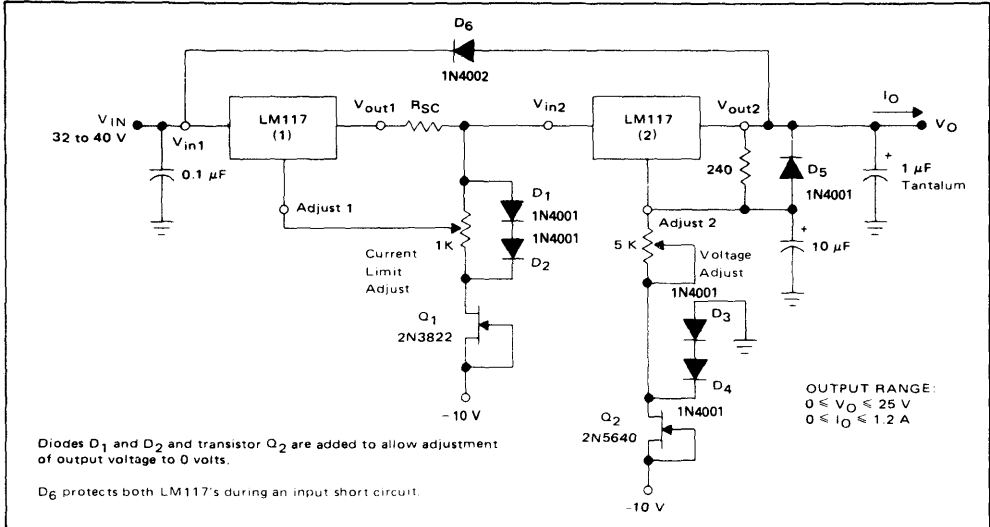 D6
1N4002
VIN
32 to 40 V
Vin1
LM117
(1)
Vout1
RSC
Vin2
LM117
(2)
Vout2
IO
VO
0.1 µF
Adjust 1
1K
Current
Limit
Adjust
D1
1N4001
1N4001
D2
Q1
2N3822
-10 V
240
D5
1N4001
+
1 µF
Tantalum
Adjust 2
+
10 µF
5 K
Voltage
Adjust
1N4001
D3
D4
1N4001
Q2
2N5640
-10 V
OUTPUT RANGE:
0 ⩽ VO ⩽ 25 V
0 ⩽ IO ⩽ 1.2 A
Diodes D1 and D2 and transistor Q2 are added to allow adjustment
of output voltage to 0 volts.
D6 protects both LM117's during an input short circuit.